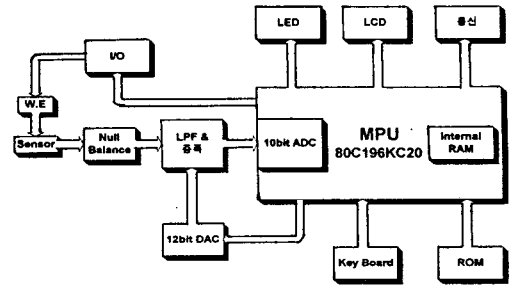 LED
LCD
통신
I/O
W.E
Sensor
Null
Balance
LPF &
증폭
10bit ADC
MPU
80C196KC20
Internal
RAM
12bit DAC
Key Board
ROM